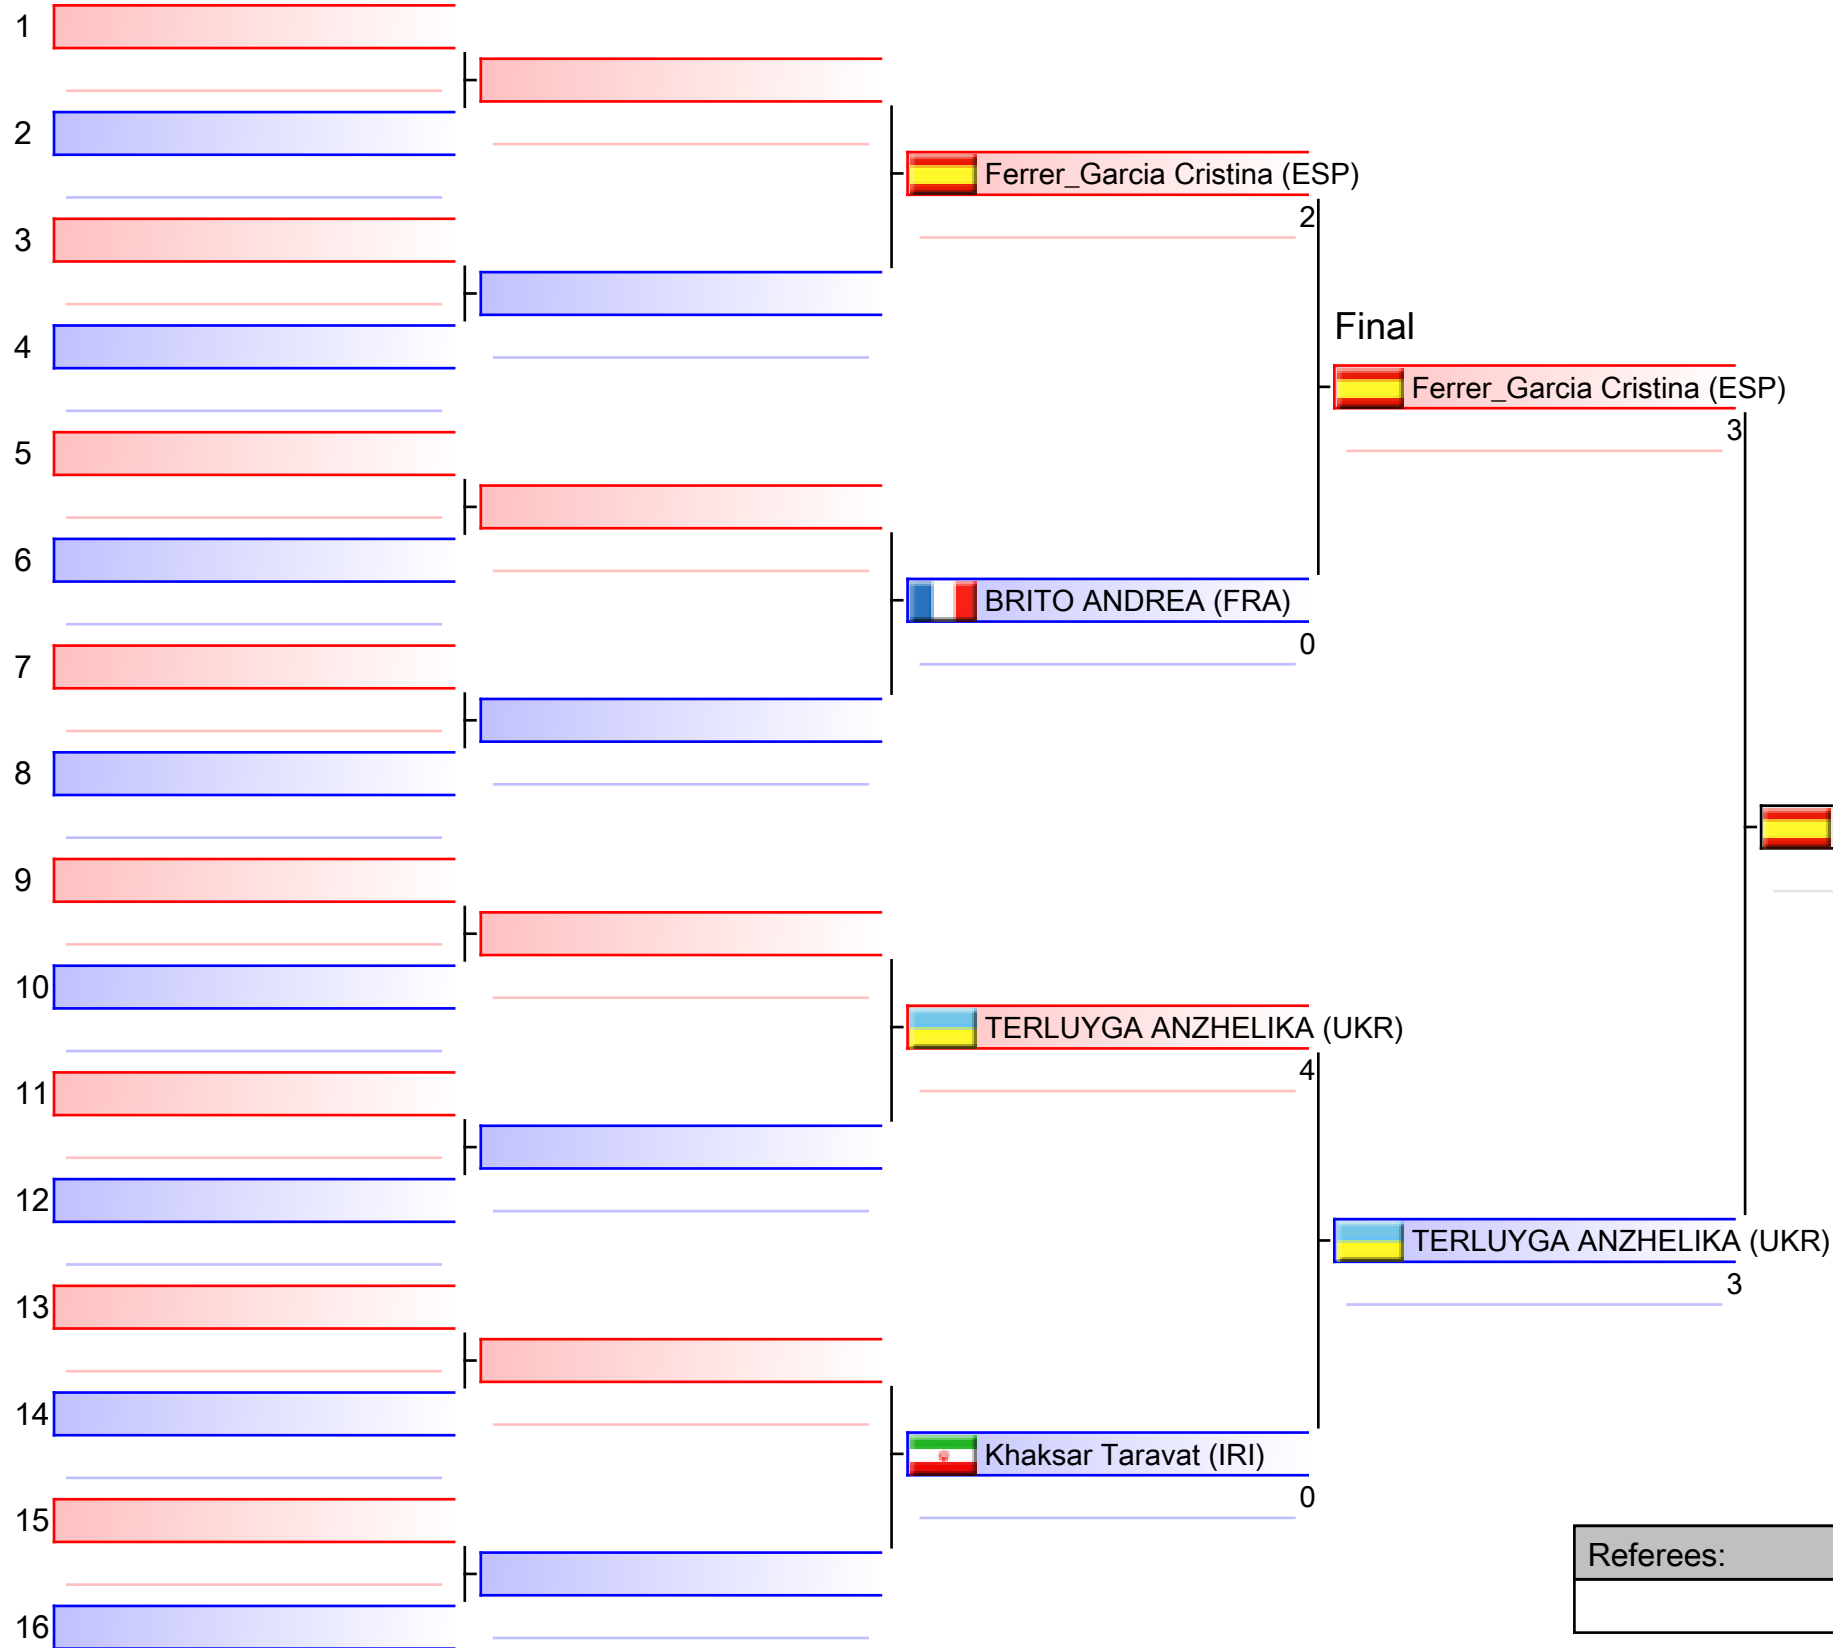 1
2
Ferrer_Garcia Cristina (ESP)
2
3
Final
4
Ferrer_Garcia Cristina (ESP)
3
5
6
BRITO ANDREA (FRA)
0
7
8
9
10
TERLUYGA ANZHELIKA (UKR)
4
11
12
TERLUYGA ANZHELIKA (UKR)
3
13
14
Khaksar Taravat (IRI)
0
15
Referees:
16